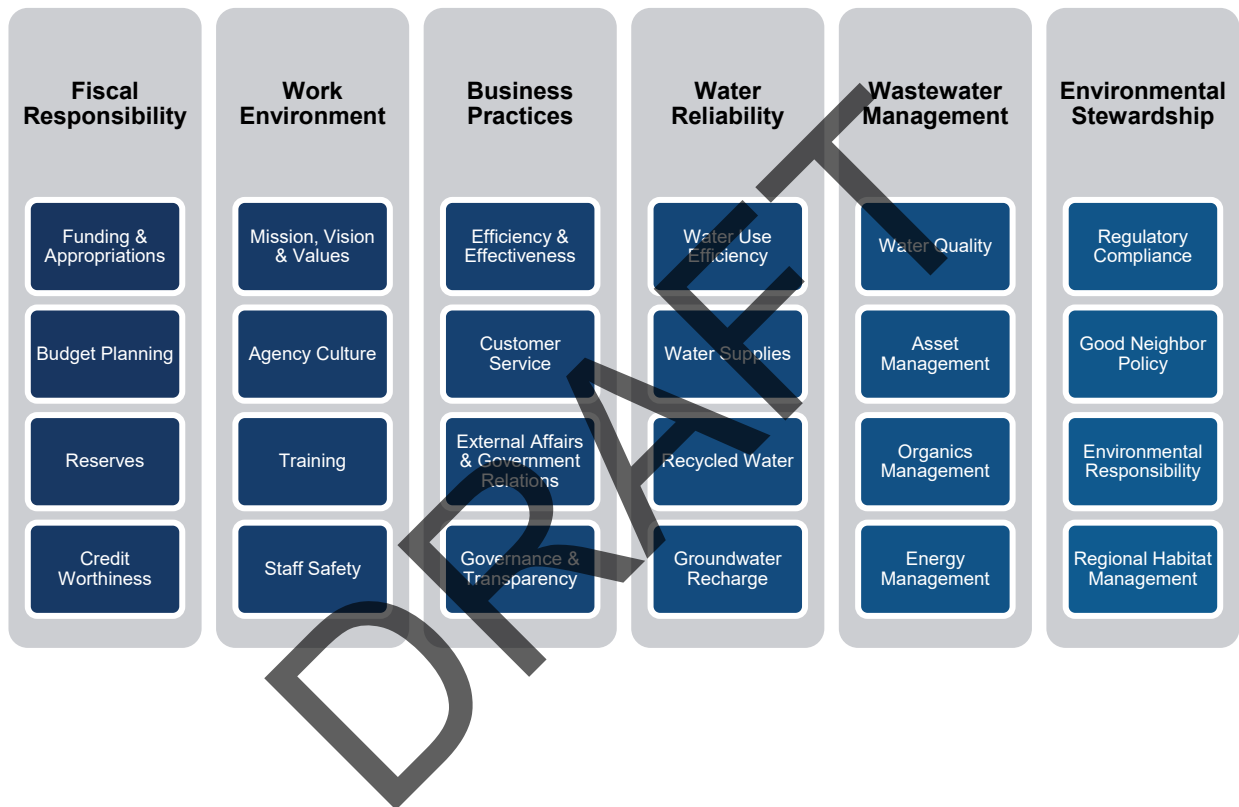 Fiscal
Responsibility
Funding &
Appropriations
Budget Planning
Reserves
Credit
Worthiness
Work
Environment
Mission, Vision
& Values
Agency Culture
Training
Staff Safety
Business
Practices
Efficiency &
Effectiveness
Customer
Service
External Affairs
& Government
Relations
Governance &
Transparency
Water
Reliability
Water Use
Efficiency
Water Supplies
Recycled Water
Groundwater
Recharge
Wastewater
Management
Water Quality
Asset
Management
Organics
Management
Energy
Management
Environmental
Stewardship
Regulatory
Compliance
Good Neighbor
Policy
Environmental
Responsibility
Regional Habitat
Management
DRAFT